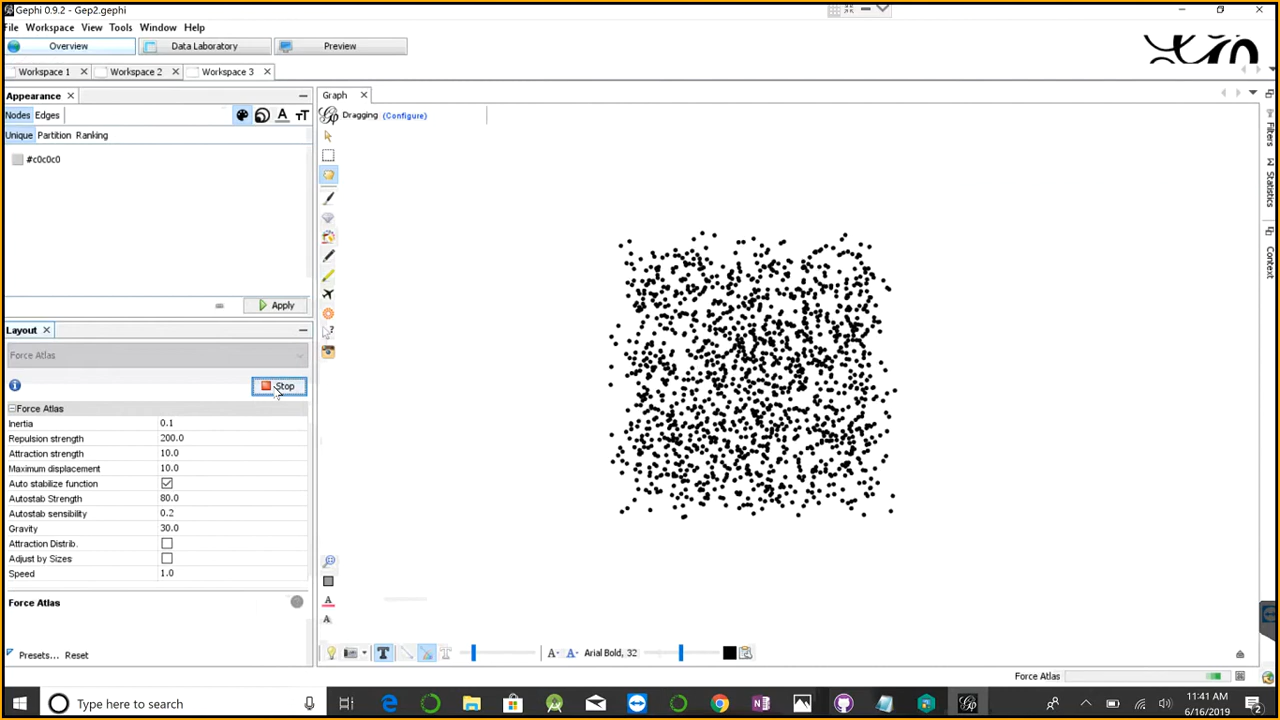 Gephi 0.9.2 - Gep2.gephi
File Workspace View Tools Window Help
Overview Data Laboratory Preview
Workspace 1 Workspace 2 Workspace 3
Appearance
Nodes Edges
Unique Partition Ranking
#c0c0c0
Apply
Layout
Force Atlas
Stop
Force Atlas
Inertia 0.1
Repulsion strength 200.0
Attraction strength 10.0
Maximum displacement 10.0
Auto stabilize function
Autostab Strength 80.0
Autostab sensibility 0.2
Gravity 30.0
Attraction Distrib.
Adjust by Sizes
Speed 1.0
Force Atlas
Presets... Reset
Graph
Dragging (Configure)
Filters
Statistics
Context
Arial Bold, 32
Force Atlas
Type here to search
11:41 AM
6/16/2019